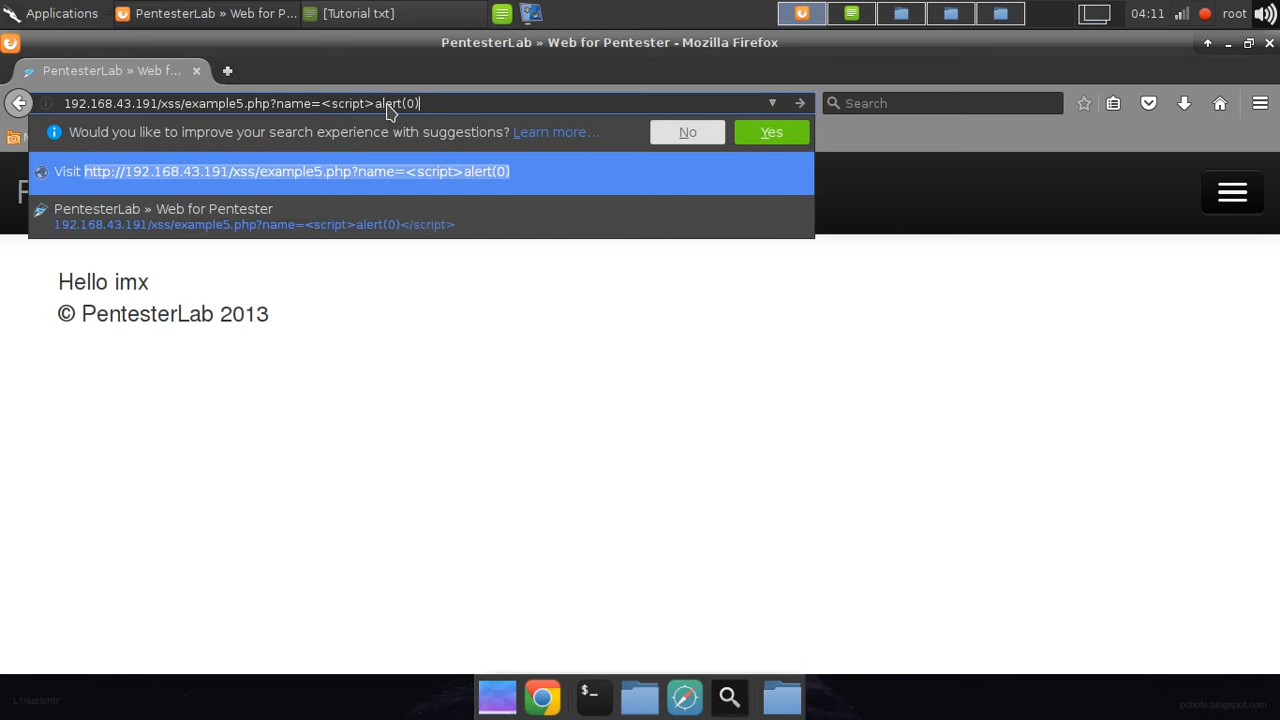 Applications
PentesterLab » Web for P...
[Tutorial txt]
04:11
root
PentesterLab » Web for Pentester - Mozilla Firefox
PentesterLab » Web f...
192.168.43.191/xss/example5.php?name=<script>alert(0)
Search
Would you like to improve your search experience with suggestions? Learn more...
No
Yes
Visit http://192.168.43.191/xss/example5.php?name=<script>alert(0)
PentesterLab » Web for Pentester
192.168.43.191/xss/example5.php?name=<script>alert(0)</script>
Hello imx
© PentesterLab 2013
pcbots.blogspot.com